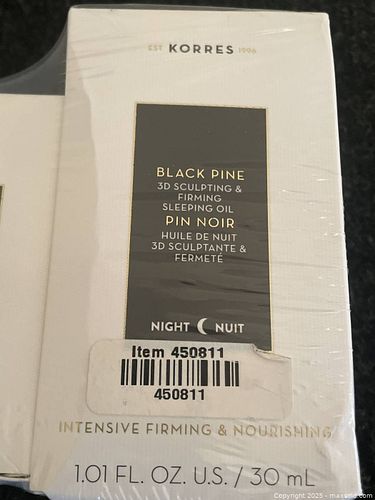 EST KORRES 1996
BLACK PINE
3D SCULPTING &
FIRMING
SLEEPING OIL
PIN NOIR
HUILE DE NUIT
3D SCULPTANTE &
FERMETÉ
NIGHT NUIT
Item 450811
450811
INTENSIVE FIRMING & NOURISHING
1.01 FL. OZ. U.S. / 30 mL
Copyright 2025 - maxsold.com